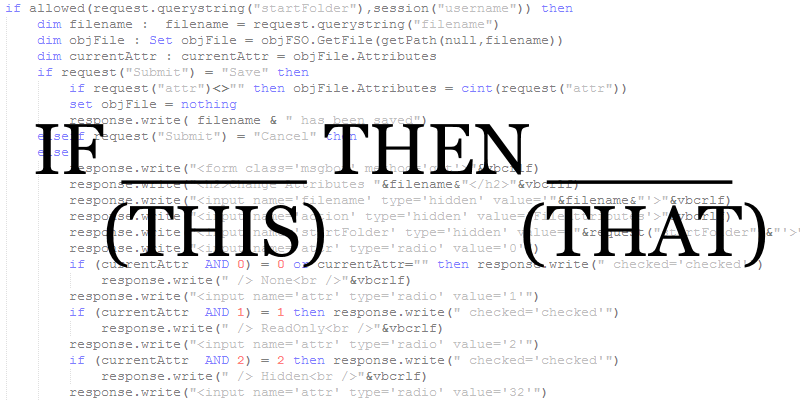 if allowed(request.querystring("startFolder"),session("username")) then
dim filename :  filename = request.querystring("filename")
dim objFile : Set objFile = objFSO.GetFile(getPath(null,filename))
dim currentAttr : currentAttr = objFile.Attributes
if request("Submit") = "Save" then
if request("attr")<>"" then objFile.Attributes = cint(request("attr"))
set objFile = nothing
response.write( filename & " has been saved")
elseif request("Submit") = "Cancel" then
else
IF ______ THEN ______
(THIS) (THAT)
response.write("<form class='msgbox' method='post'>"&vbcrlf)
response.write("<h2>Change Attributes "&filename&"</h2>"&vbcrlf)
response.write("<input name='filename' type='hidden' value='"&filename&"'>"&vbcrlf)
response.write("<input type='hidden' value='File Attributes'>"&vbcrlf)
response.write("<input name='startFolder' type='hidden' value='"&request("startFolder")&"'>"
response.write("<input name='attr' type='radio' value='0'
if (currentAttr  AND 0) = 0 or currentAttr="" then response.write(" checked='checked'")
response.write(" /> None<br />"&vbcrlf)
response.write("<input name='attr' type='radio' value='1'")
if (currentAttr  AND 1) = 1 then response.write(" checked='checked'")
response.write(" /> ReadOnly<br />"&vbcrlf)
response.write("<input name='attr' type='radio' value='2'")
if (currentAttr  AND 2) = 2 then response.write(" checked='checked'")
response.write(" /> Hidden<br />"&vbcrlf)
response.write("<input name='attr' type='radio' value='32'")